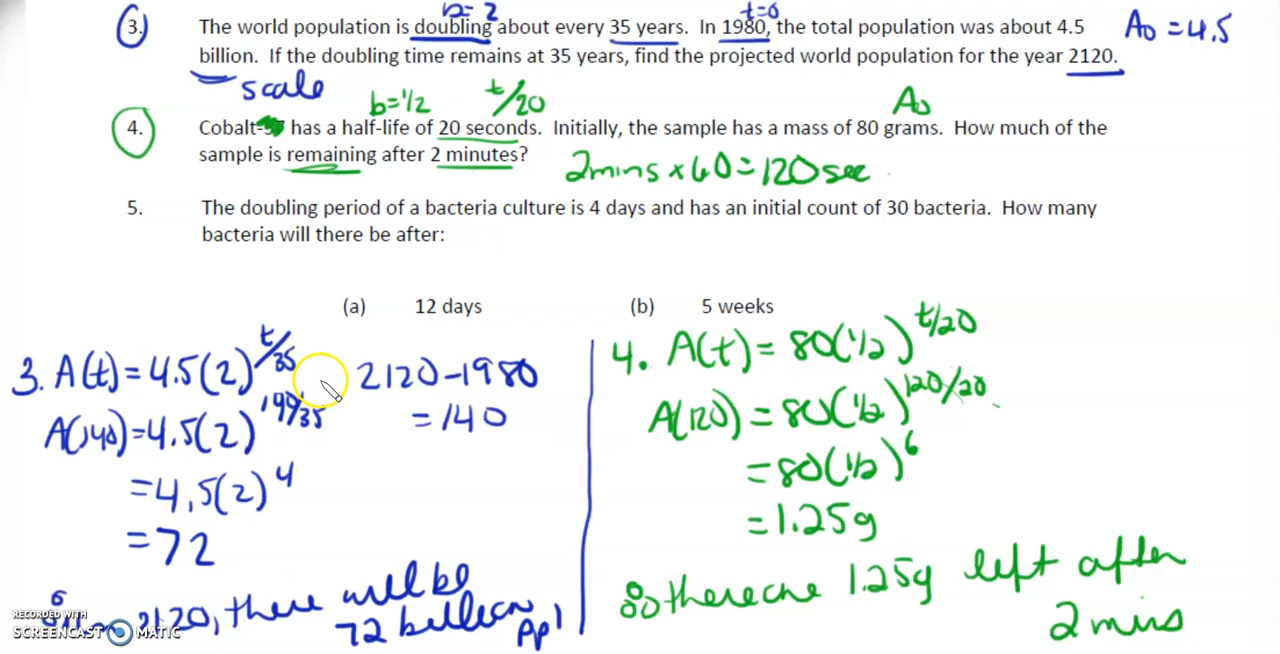 b=2 t=0
3. The world population is doubling about every 35 years. In 1980, the total population was about 4.5 A₀ = 4.5
billion. If the doubling time remains at 35 years, find the projected world population for the year 2120.
scale b=1/2 t/20 A₀
4. Cobalt- has a half-life of 20 seconds. Initially, the sample has a mass of 80 grams. How much of the
sample is remaining after 2 minutes? 2mins x 60 = 120 sec
5. The doubling period of a bacteria culture is 4 days and has an initial count of 30 bacteria. How many
bacteria will there be after:
(a) 12 days (b) 5 weeks
3. A(t) = 4.5(2)^t/35 2120-1980
A(140) = 4.5(2)^140/35 = 140
= 4.5(2)^4
= 72
2120, there will be
72 billion ppl
4. A(t) = 80(1/2)^t/20
A(120) = 80(1/2)^120/20
= 80(1/2)^6
= 1.25g
there are 1.25g left after
2 mins
RECORDED WITH
SCREENCAST MATIC